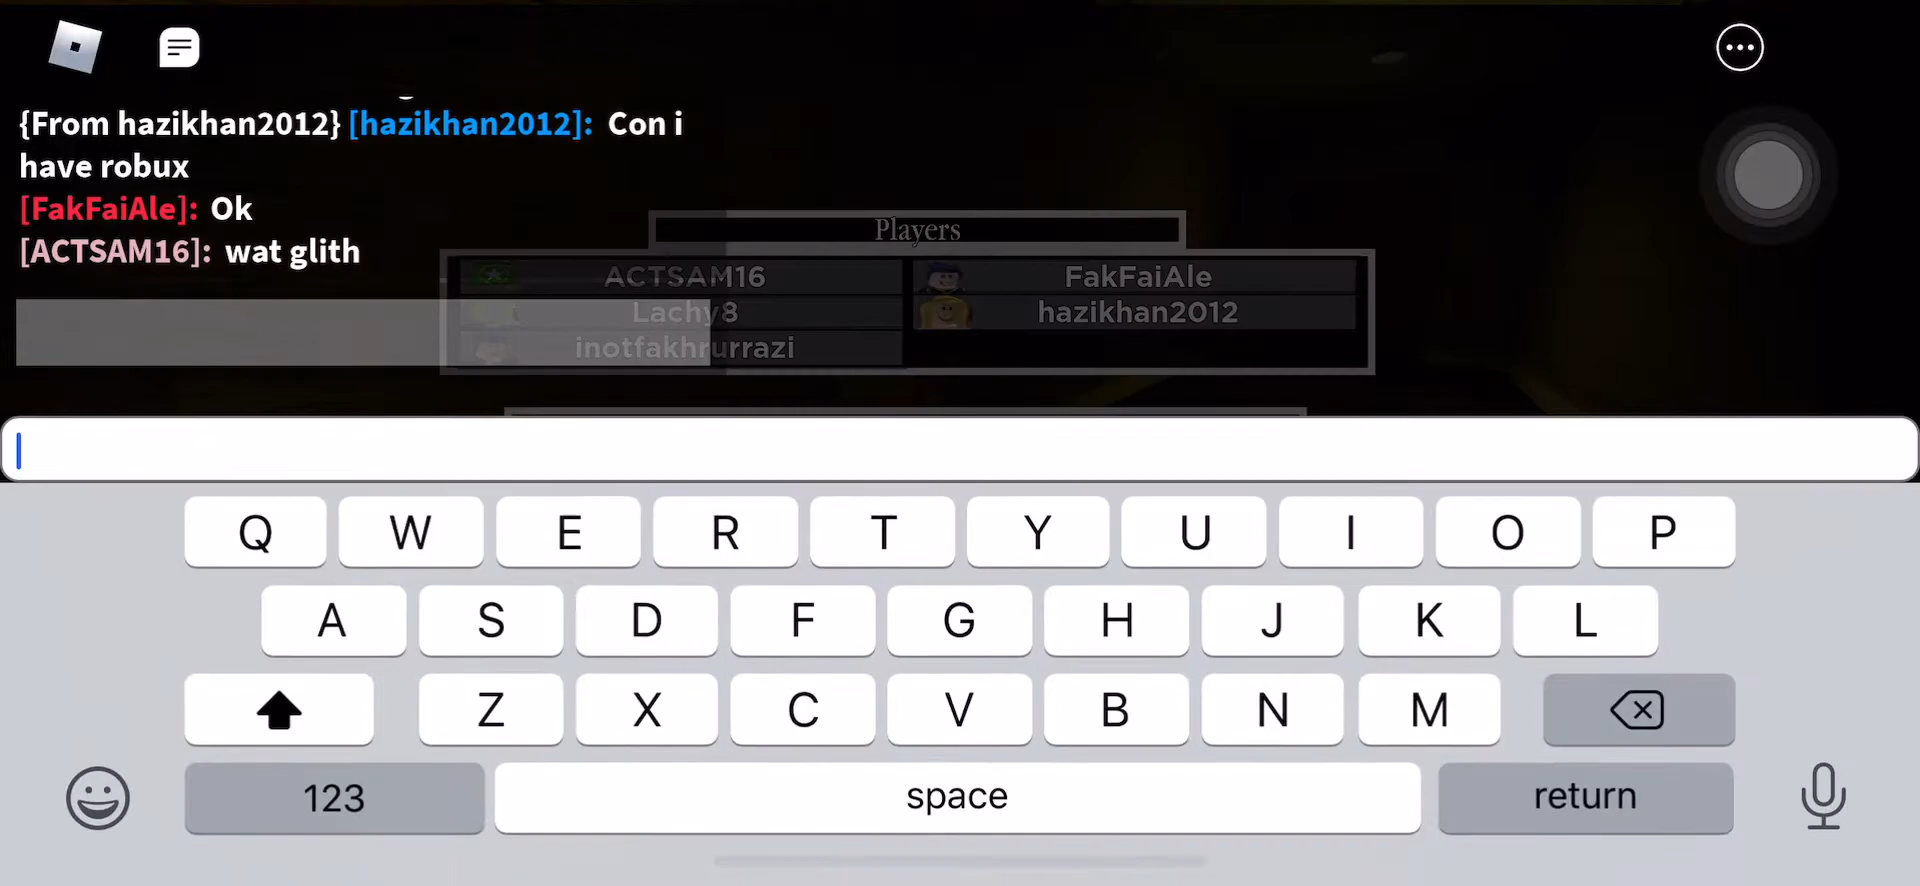 {From hazikhan2012} [hazikhan2012]: Con i
have robux
[FakFaiAle]: Ok
[ACTSAM16]: wat glith
Players
ACTSAM16 FakFaiAle
Lachy8 hazikhan2012
inotfakhrurrazi
Q W E R T Y U I O P
A S D F G H J K L
Z X C V B N M
123 space return